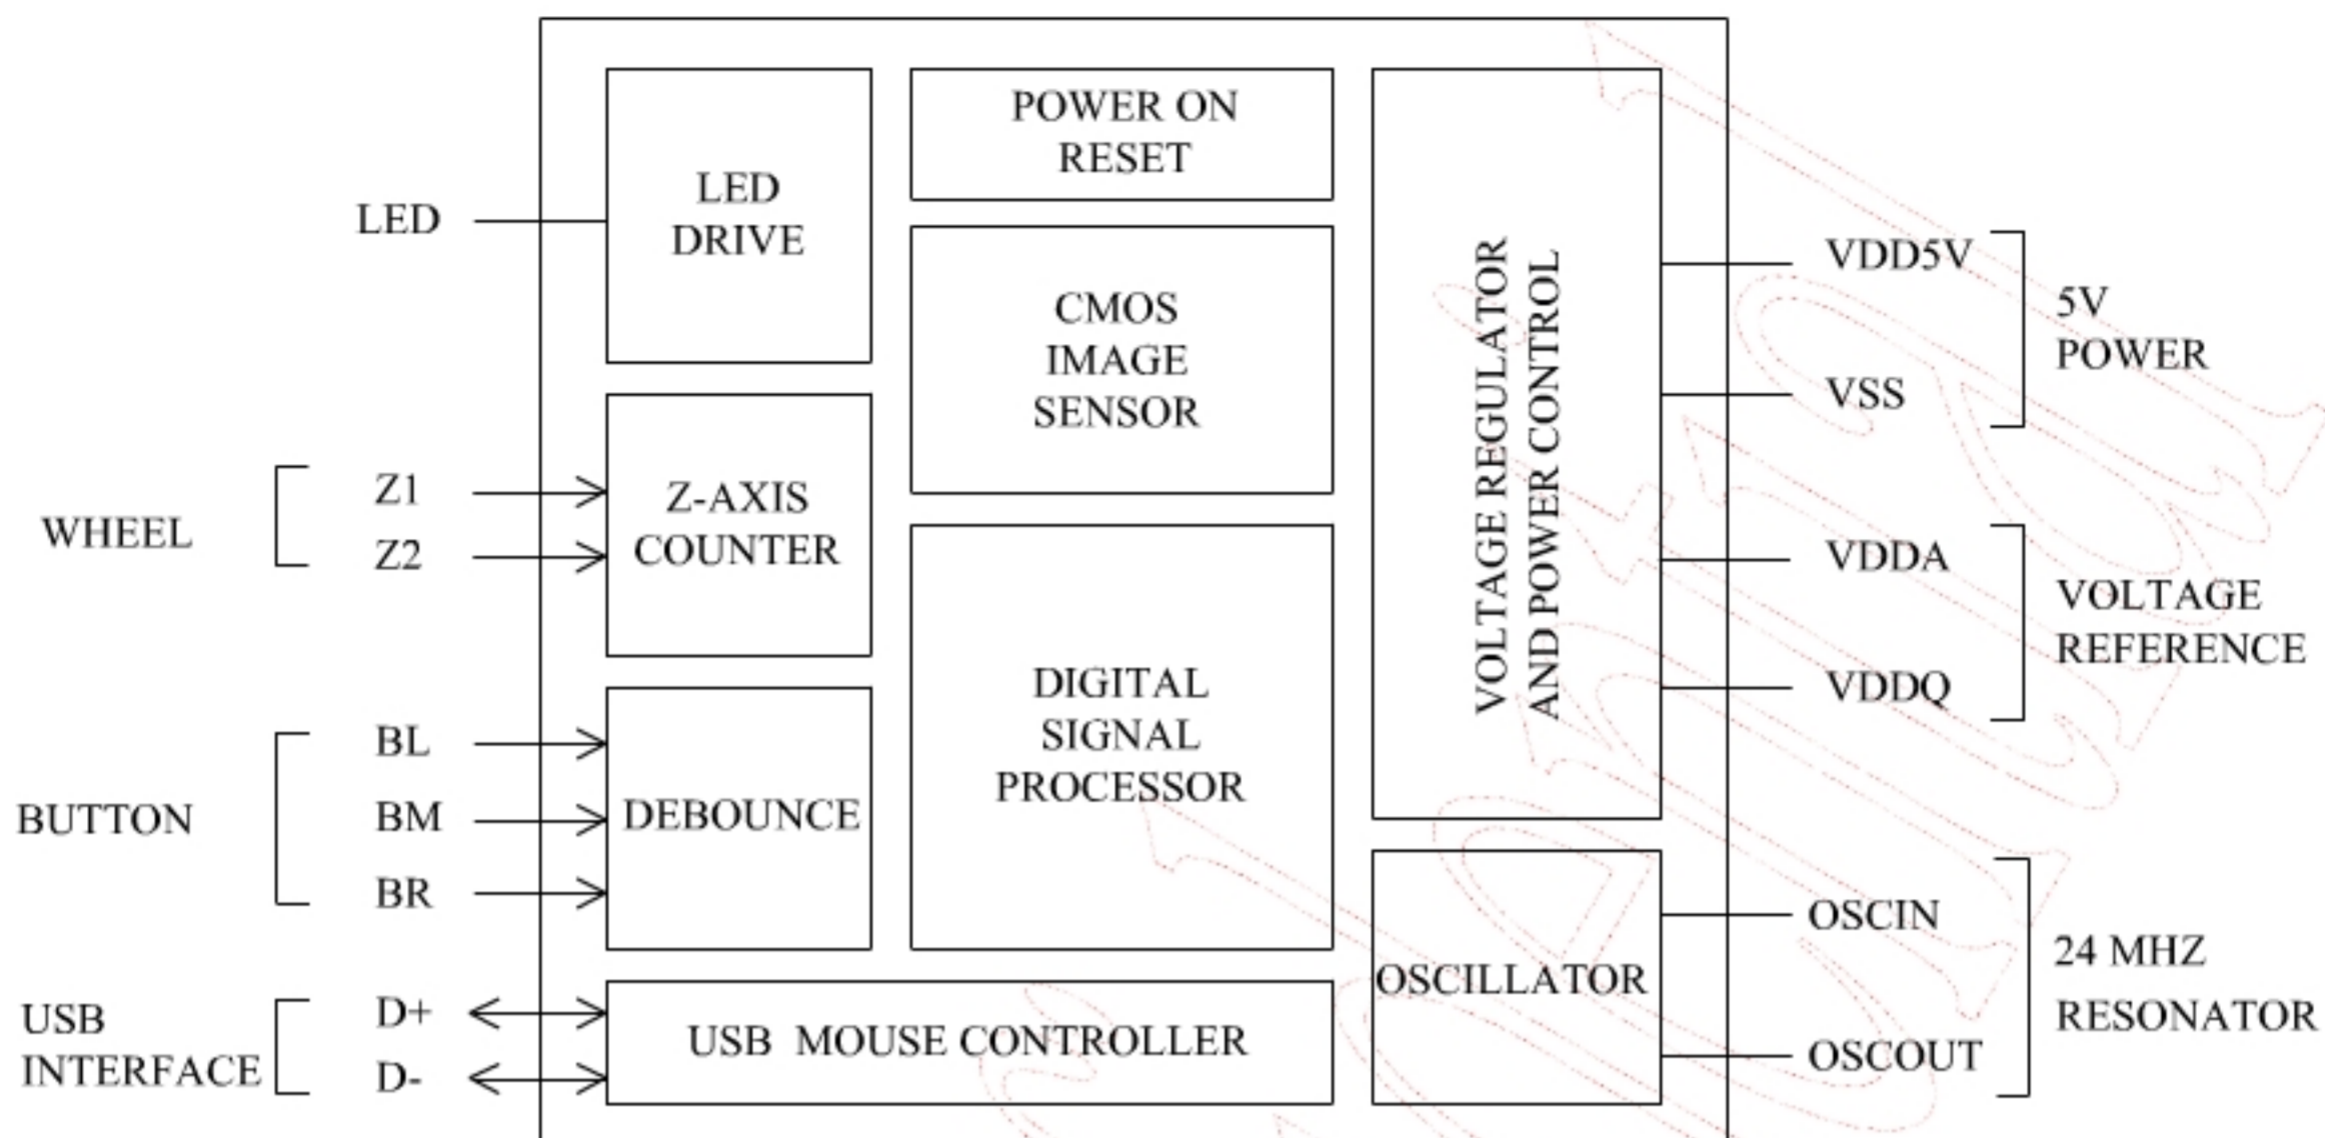 LED
WHEEL
Z1
Z2
BUTTON
BL
BM
BR
USB
INTERFACE
D+
D-
LED
DRIVE
Z-AXIS
COUNTER
DEBOUNCE
POWER ON
RESET
CMOS
IMAGE
SENSOR
DIGITAL
SIGNAL
PROCESSOR
USB MOUSE CONTROLLER
VOLTAGE REGULATOR
AND POWER CONTROL
OSCILLATOR
VDD5V
VSS
5V
POWER
VDDA
VDDQ
VOLTAGE
REFERENCE
OSCIN
OSCOUT
24 MHZ
RESONATOR